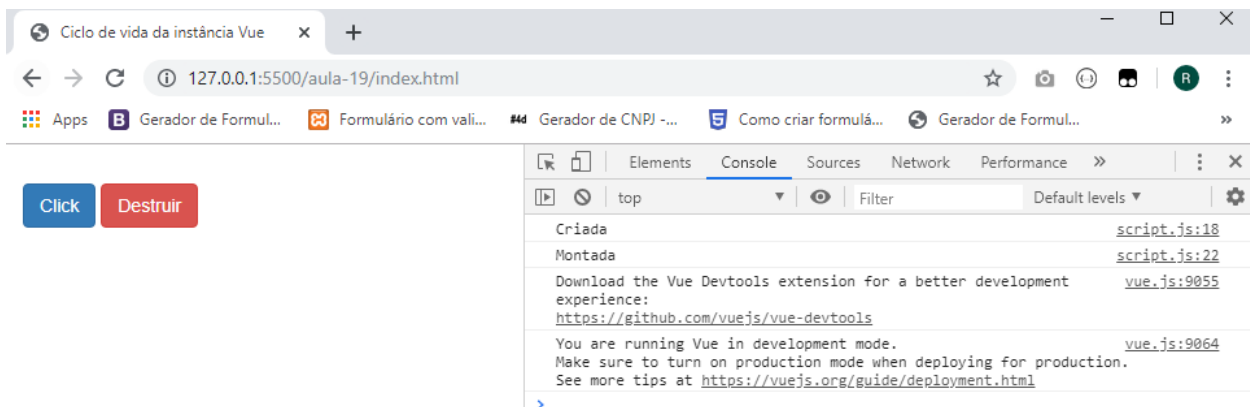 Ciclo de vida da instância Vue
127.0.0.1:5500/aula-19/index.html
R
Apps B Gerador de Formul... Formulário com vali... #4d Gerador de CNPJ -... 5 Como criar formulá... Gerador de Formul... »
Elements Console Sources Network Performance »
top Filter Default levels ▼
Click Destruir
Criada script.js:18
Montada script.js:22
Download the Vue Devtools extension for a better development vue.js:9055
experience:
https://github.com/vuejs/vue-devtools
You are running Vue in development mode. vue.js:9064
Make sure to turn on production mode when deploying for production.
See more tips at https://vuejs.org/guide/deployment.html